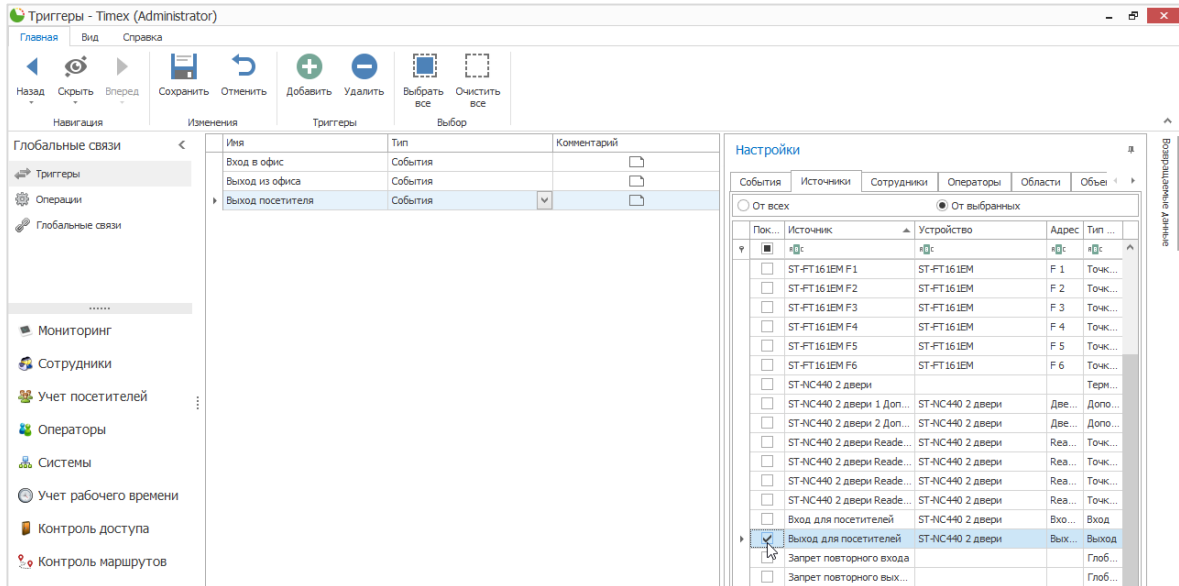 Триггеры - Timex (Administrator)
Главная Вид Справка
Назад Скрыть Вперед Сохранить Отменить Добавить Удалить Выбрать все Очистить все
Навигация Изменения Триггеры Выбор
Глобальные связи
Триггеры
Операции
Глобальные связи
Мониторинг
Сотрудники
Учет посетителей
Операторы
Системы
Учет рабочего времени
Контроль доступа
Контроль маршрутов
Имя Тип Комментарий
Вход в офис События
Выход из офиса События
Выход посетителя События
Настройки
События Источники Сотрудники Операторы Области
От всех От выбранных
Пок... Источник Устройство Адрес Тип ...
ST-FT161EM F1 ST-FT161EM F 1 Точк...
ST-FT161EM F2 ST-FT161EM F 2 Точк...
ST-FT161EM F3 ST-FT161EM F 3 Точк...
ST-FT161EM F4 ST-FT161EM F 4 Точк...
ST-FT161EM F5 ST-FT161EM F 5 Точк...
ST-FT161EM F6 ST-FT161EM F 6 Точк...
ST-NC440 2 двери Терм...
ST-NC440 2 двери 1 Доп... ST-NC440 2 двери Две... Допо...
ST-NC440 2 двери 2 Доп... ST-NC440 2 двери Две... Допо...
ST-NC440 2 двери Reade... ST-NC440 2 двери Rea... Точк...
ST-NC440 2 двери Reade... ST-NC440 2 двери Rea... Точк...
ST-NC440 2 двери Reade... ST-NC440 2 двери Rea... Точк...
ST-NC440 2 двери Reade... ST-NC440 2 двери Rea... Точк...
Вход для посетителей ST-NC440 2 двери Вхо... Вход
Выход для посетителей ST-NC440 2 двери Вых... Выход
Запрет повторного входа Глоб...
Запрет повторного вых... Глоб...
Возвращаемые данные